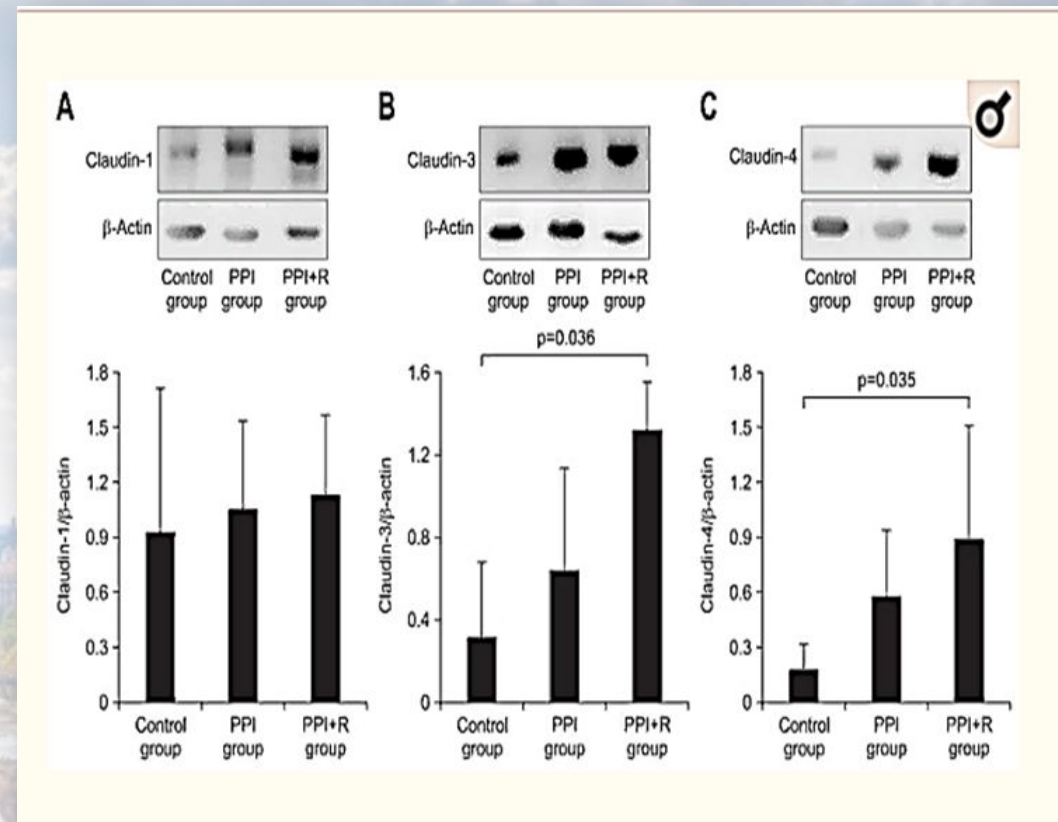 A
Claudin-1
β-Actin
Control group
PPI group
PPI+R group
1.8
1.5
1.2
0.9
0.6
0.3
0
Claudin-1/β-actin
Control group
PPI group
PPI+R group
B
Claudin-3
β-Actin
Control group
PPI group
PPI+R group
p=0.036
1.6
1.2
0.8
0.4
0
Claudin-3/β-actin
Control group
PPI group
PPI+R group
C
Claudin-4
β-Actin
Control group
PPI group
PPI+R group
p=0.035
1.8
1.5
1.2
0.9
0.6
0.3
0
Claudin-4/β-actin
Control group
PPI group
PPI+R group